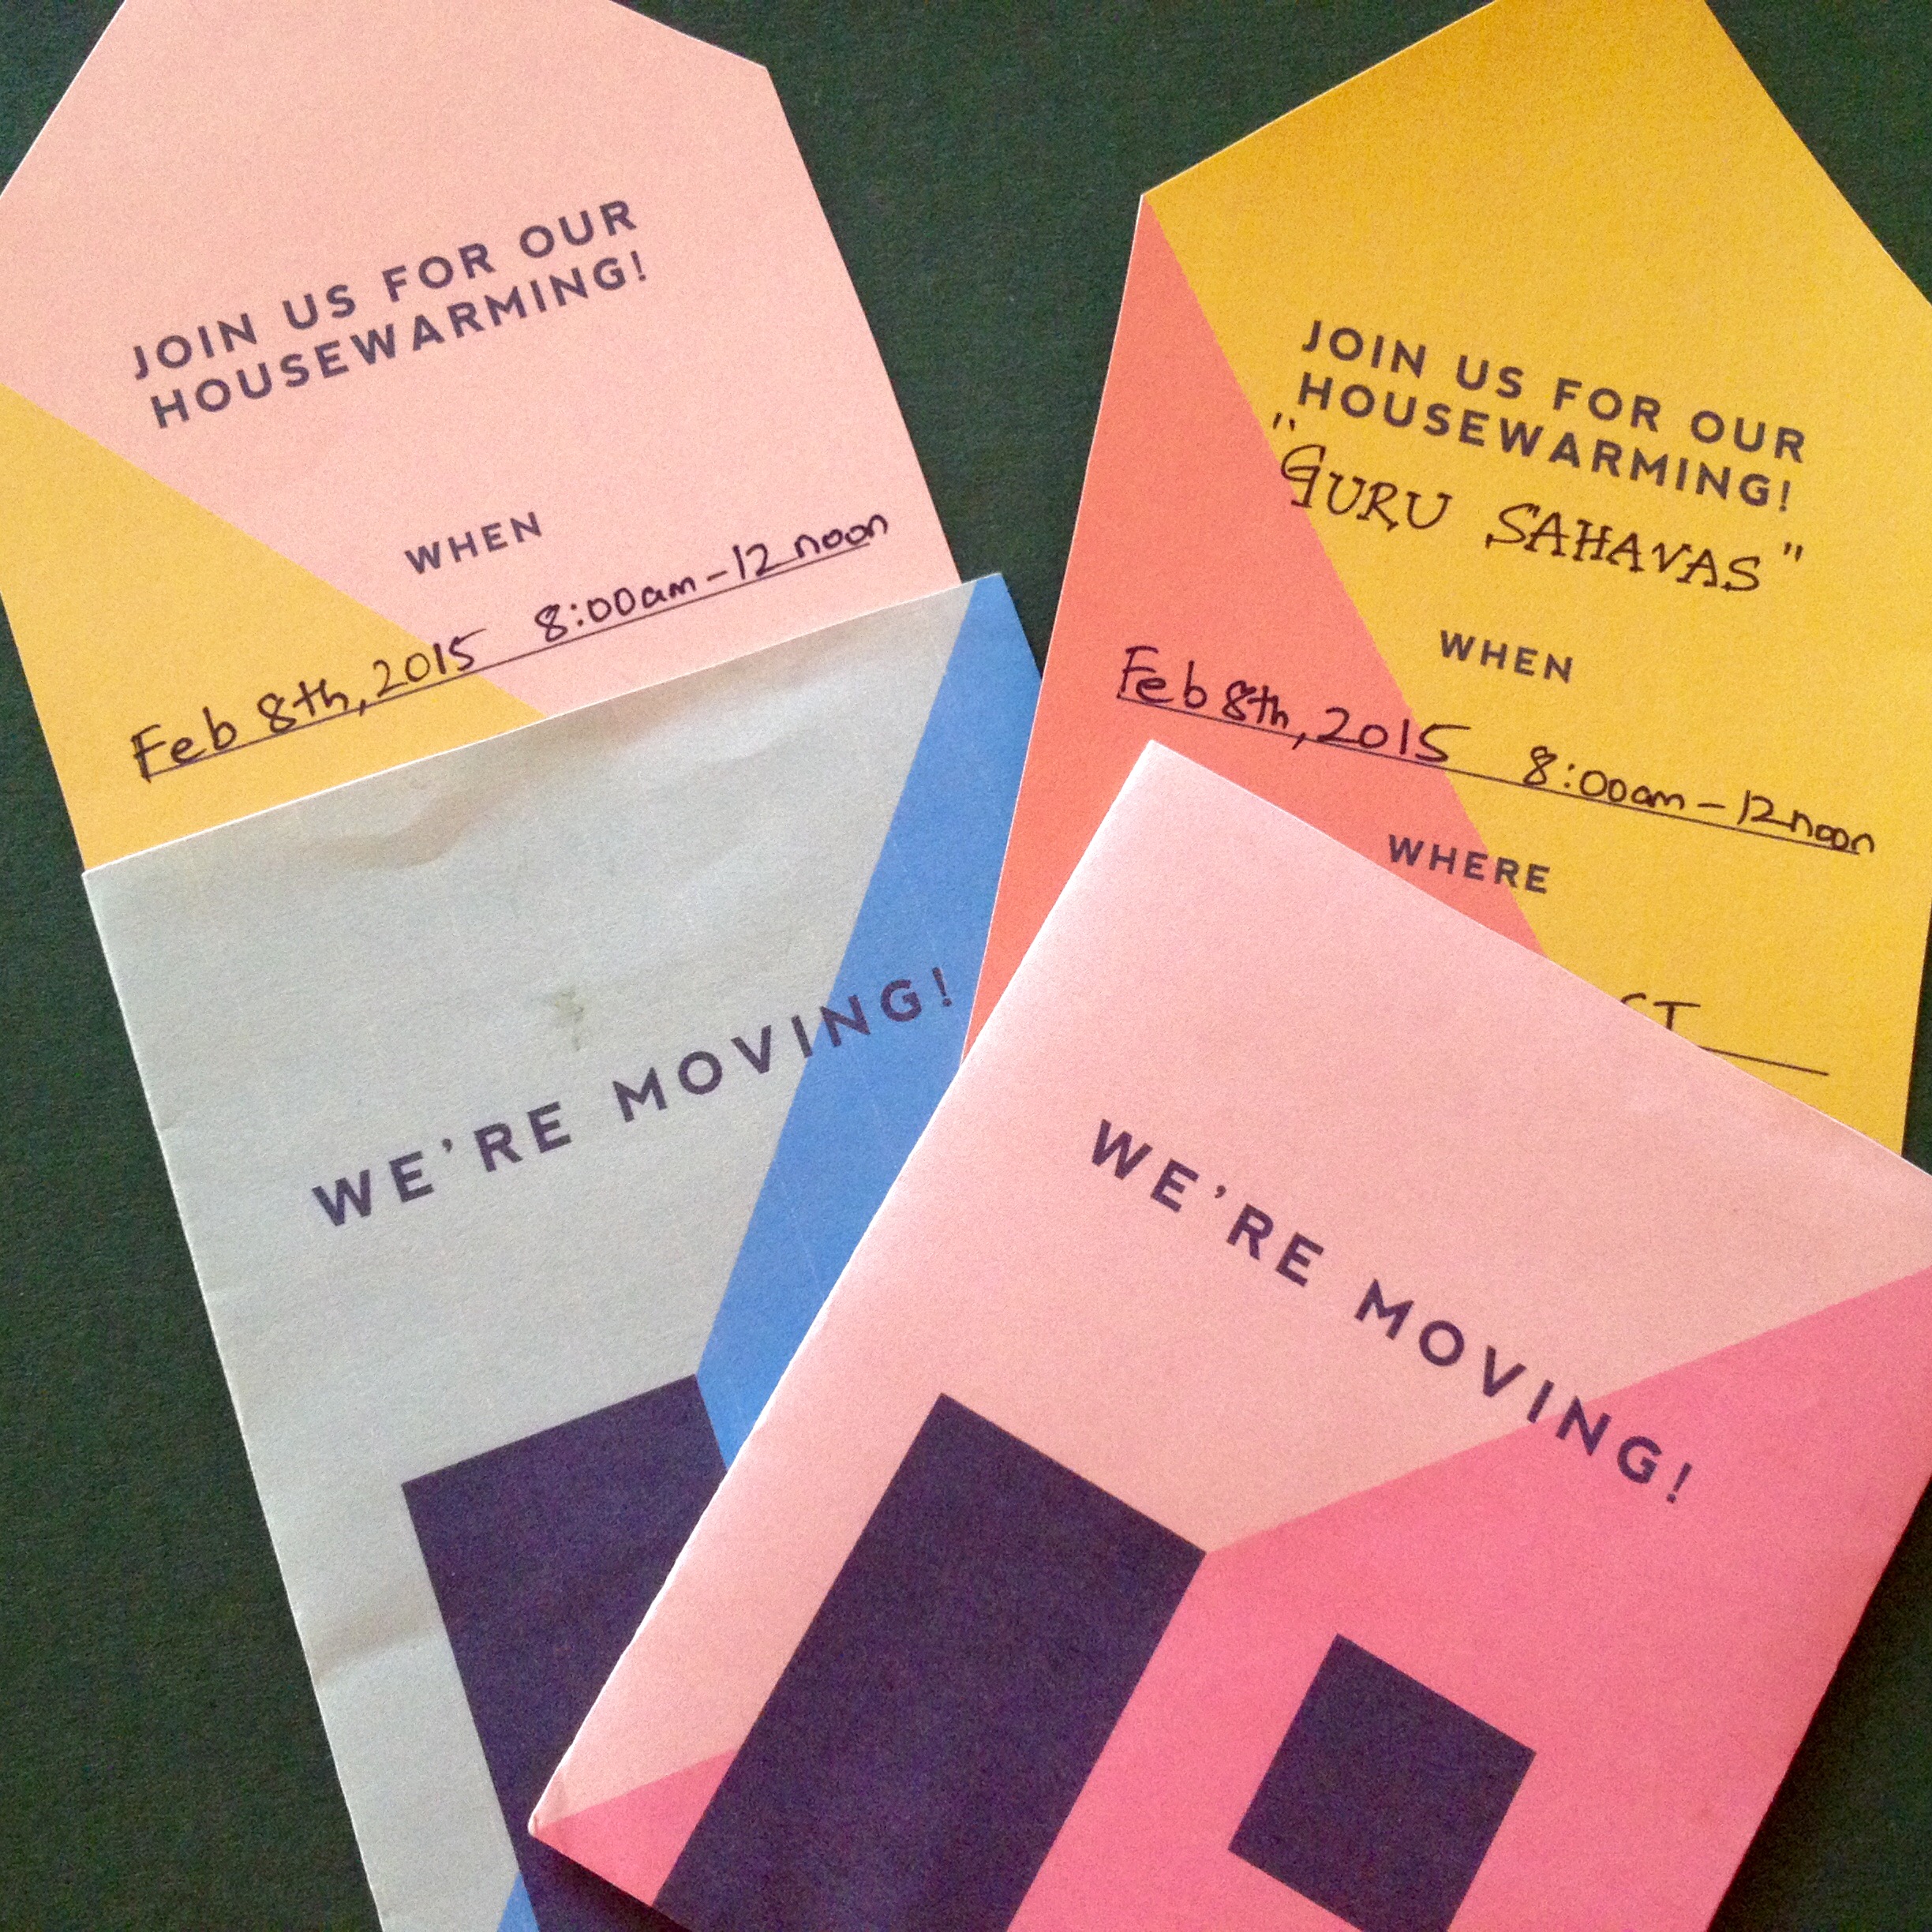 JOIN US FOR OUR
HOUSEWARMING!
WHEN
Feb 8th, 2015 8:00am - 12 noon
WE'RE MOVING!
JOIN US FOR OUR
HOUSEWARMING!
"GURU SAHAVAS"
WHEN
Feb 8th, 2015 8:00am - 12 noon
WHERE
WE'RE MOVING!